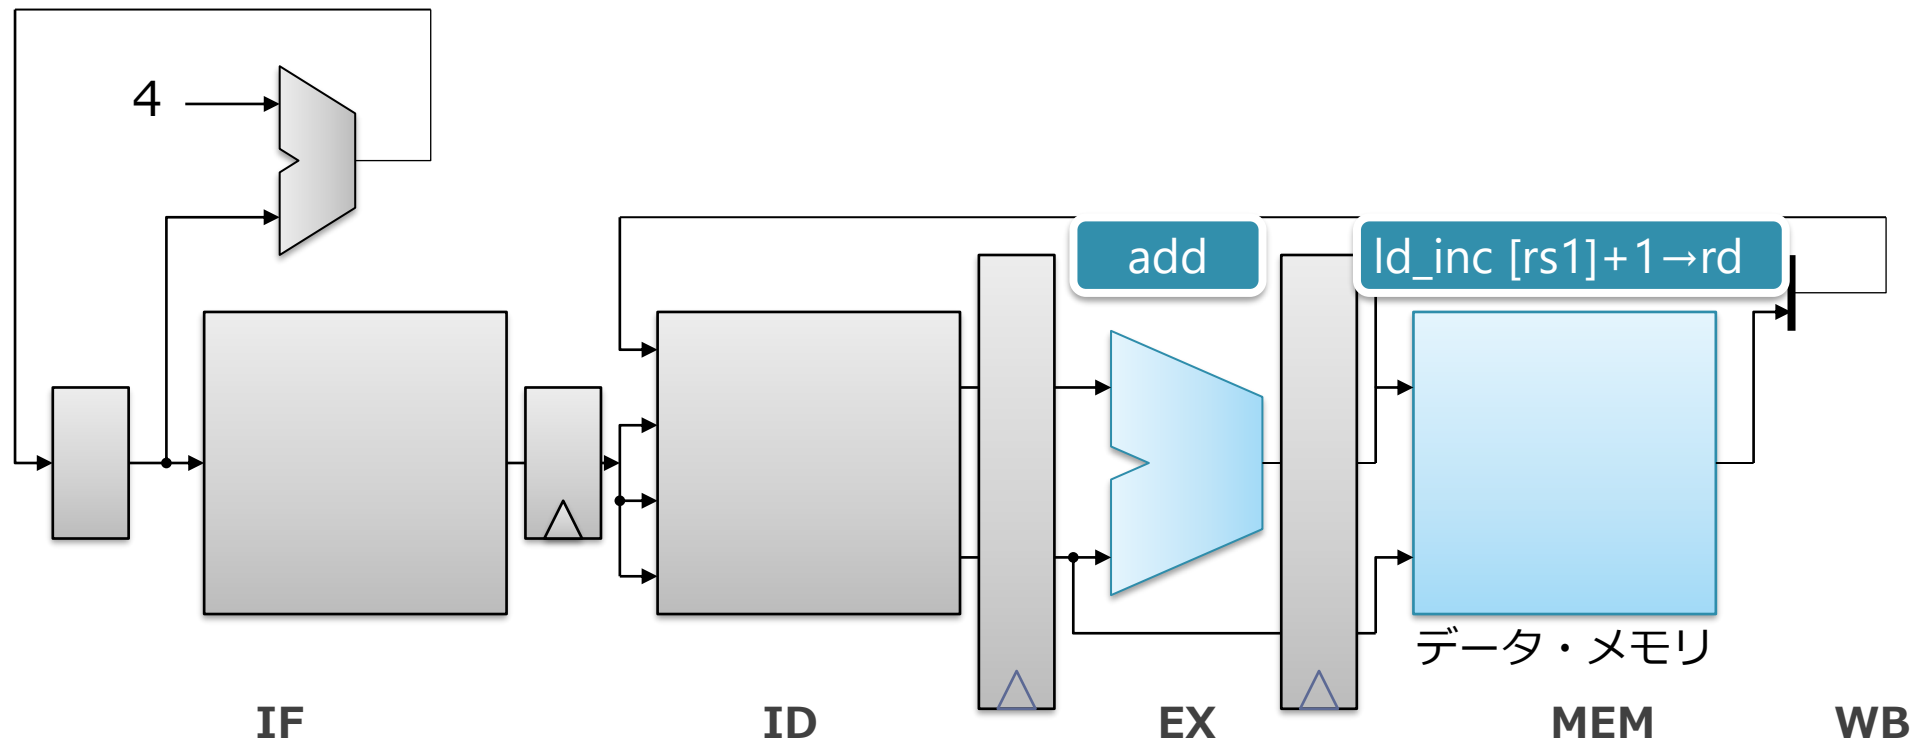 4
add
ld_inc [rs1]+1→rd
データ・メモリ
IF
ID
EX
MEM
WB